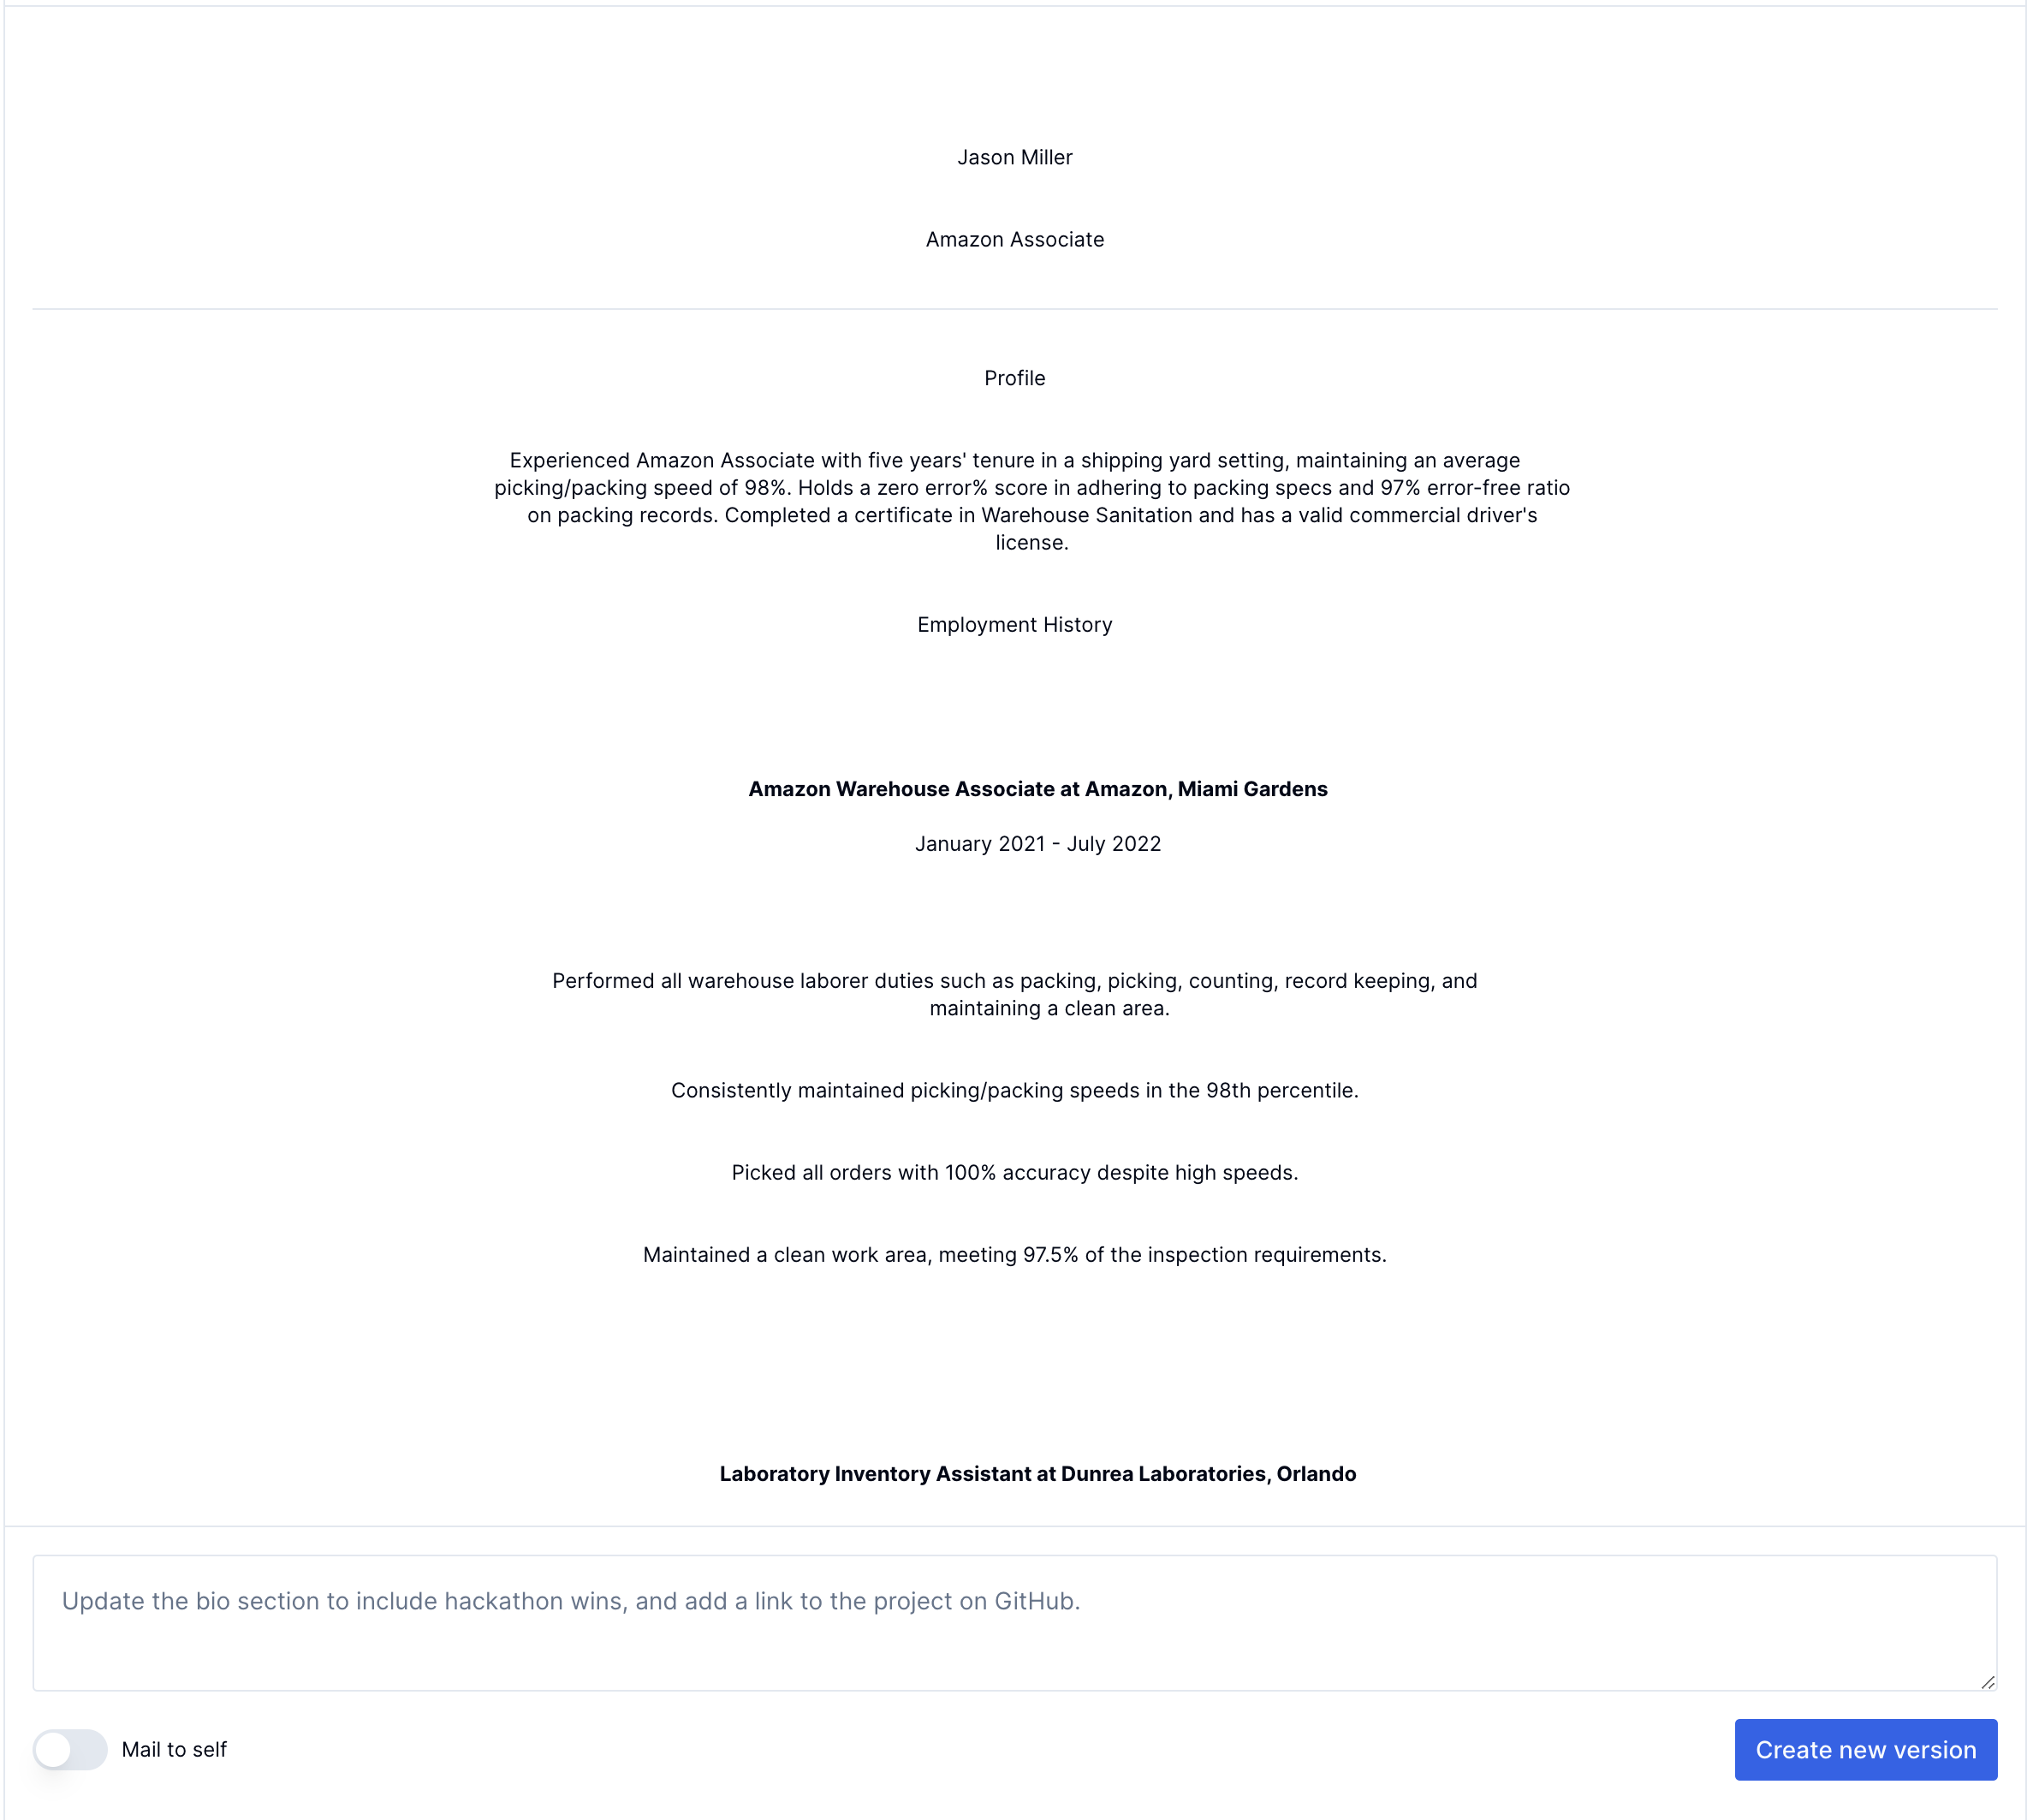 Jason Miller
Amazon Associate
Profile
Experienced Amazon Associate with five years' tenure in a shipping yard setting, maintaining an average
picking/packing speed of 98%. Holds a zero error% score in adhering to packing specs and 97% error-free ratio
on packing records. Completed a certificate in Warehouse Sanitation and has a valid commercial driver's
license.
Employment History
Amazon Warehouse Associate at Amazon, Miami Gardens
January 2021 - July 2022
Performed all warehouse laborer duties such as packing, picking, counting, record keeping, and
maintaining a clean area.
Consistently maintained picking/packing speeds in the 98th percentile.
Picked all orders with 100% accuracy despite high speeds.
Maintained a clean work area, meeting 97.5% of the inspection requirements.
Laboratory Inventory Assistant at Dunrea Laboratories, Orlando
Update the bio section to include hackathon wins, and add a link to the project on GitHub.
Mail to self
Create new version